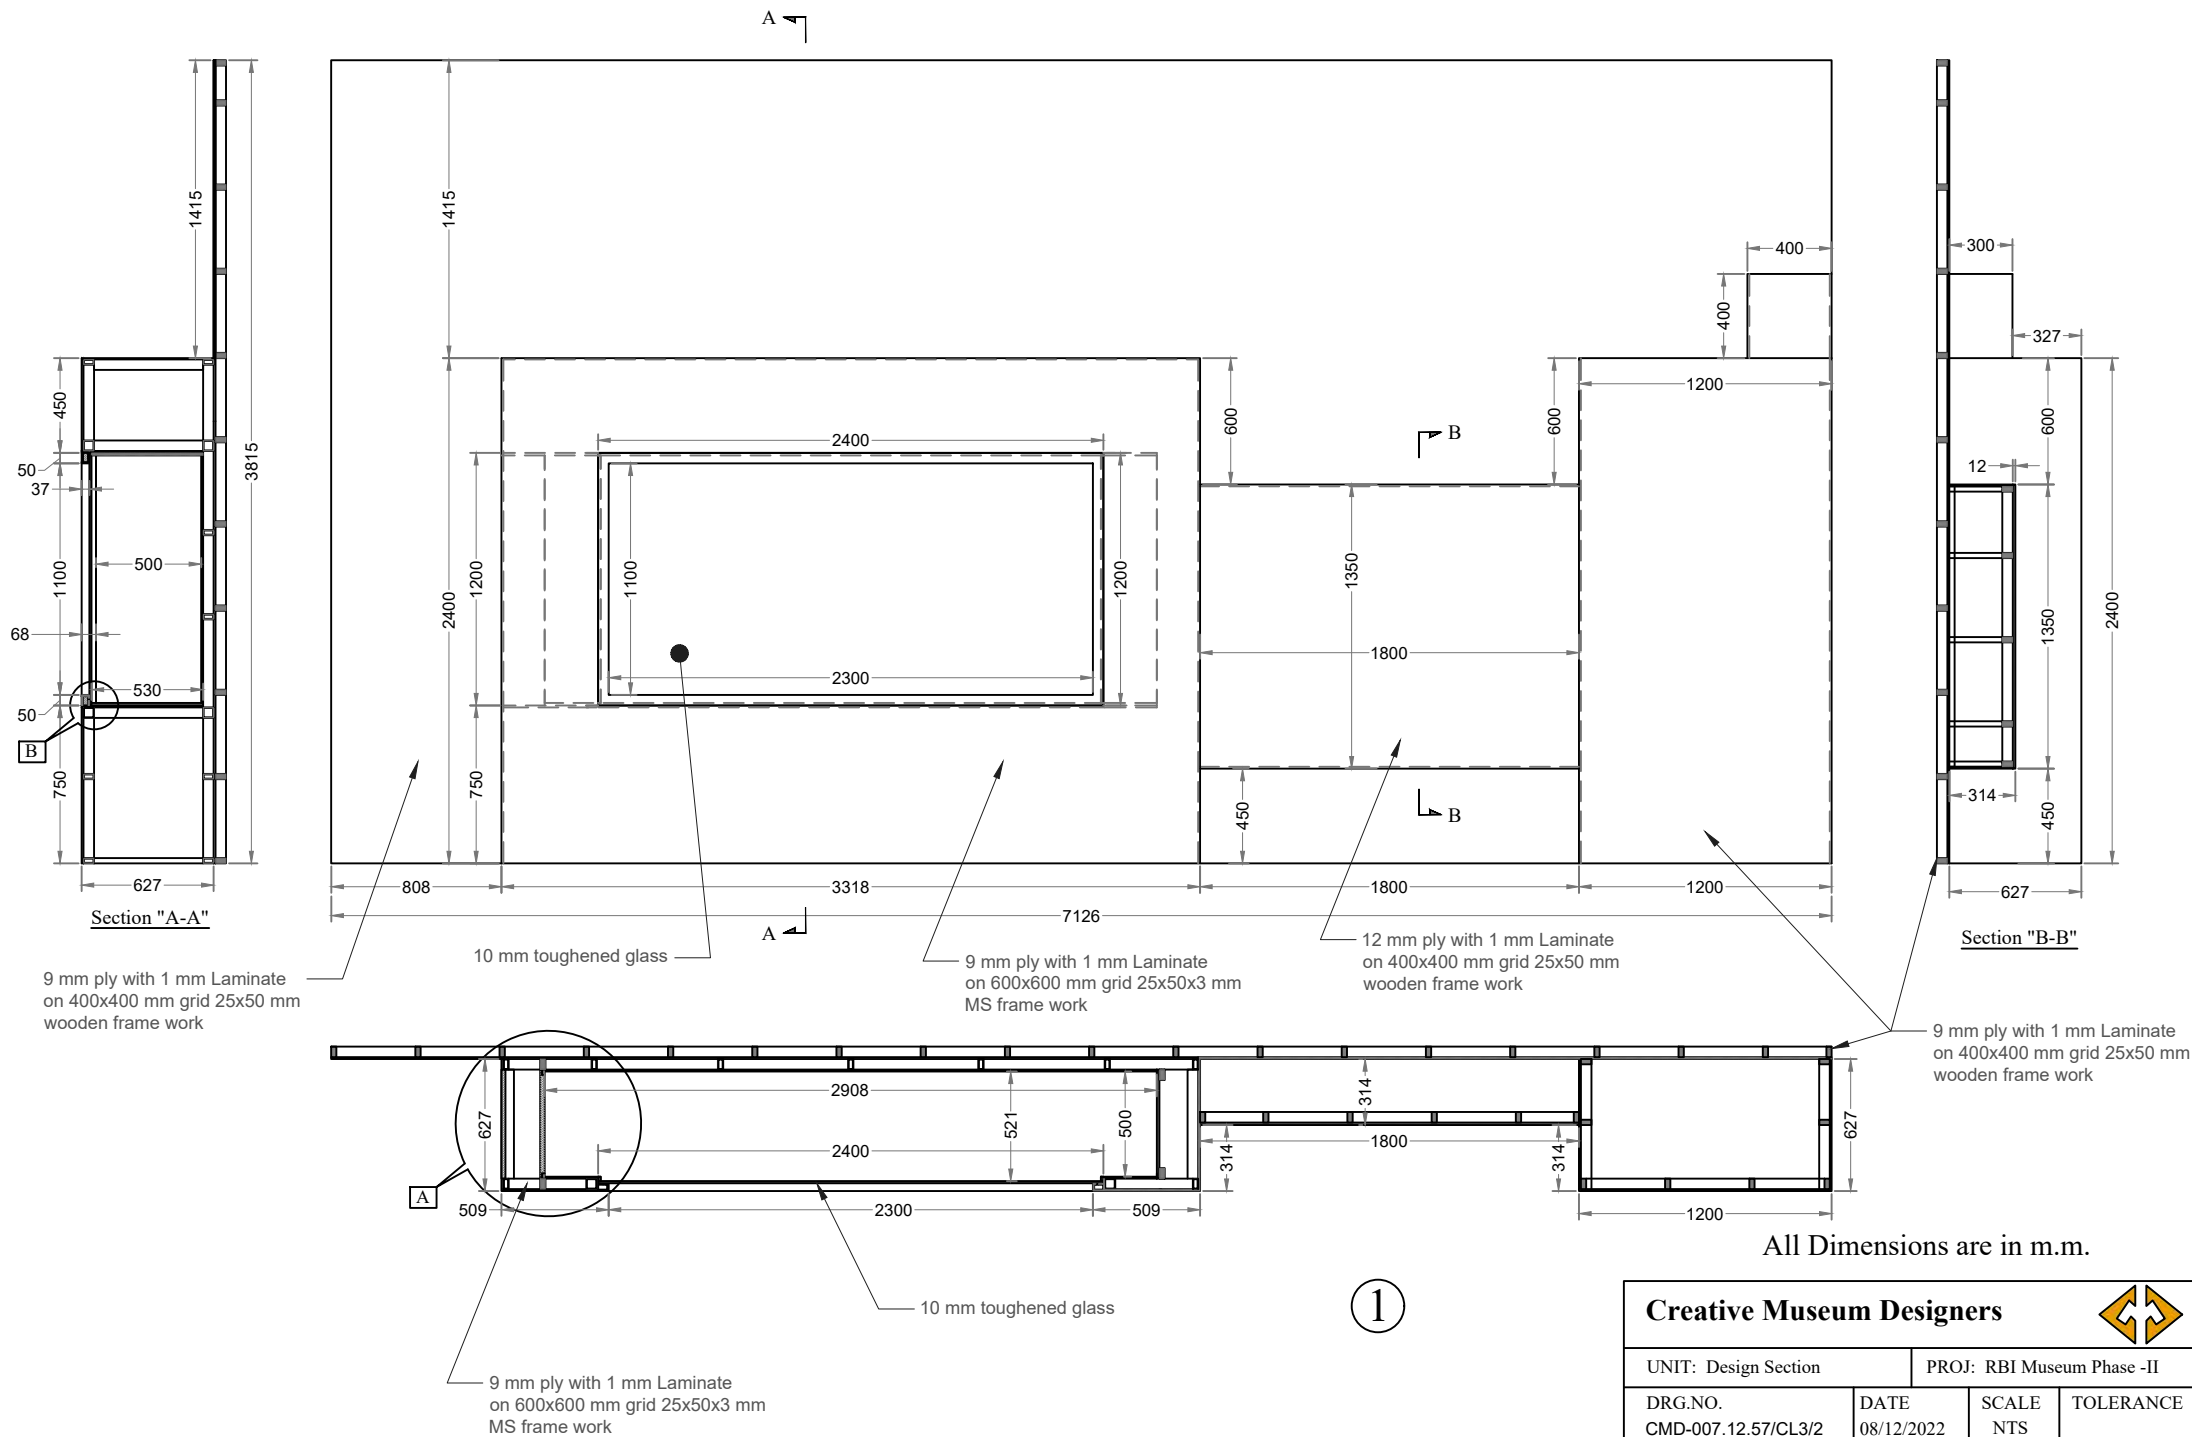 A
1415
3815
450
50
37
1100
500
68
530
50
B
750
627
Section "A-A"
1415
2400
2400
1200
1100
1200
2300
750
600
600
B
1350
1800
B
450
400
400
1200
808
3318
1800
1200
7126
A
300
327
600
12
1350
2400
314
450
627
Section "B-B"
9 mm ply with 1 mm Laminate
on 400x400 mm grid 25x50 mm
wooden frame work
10 mm toughened glass
9 mm ply with 1 mm Laminate
on 600x600 mm grid 25x50x3 mm
MS frame work
12 mm ply with 1 mm Laminate
on 400x400 mm grid 25x50 mm
wooden frame work
9 mm ply with 1 mm Laminate
on 400x400 mm grid 25x50 mm
wooden frame work
2908
627
521
500
2400
314
1800
314
314
627
A
509
2300
509
1200
10 mm toughened glass
9 mm ply with 1 mm Laminate
on 600x600 mm grid 25x50x3 mm
MS frame work
All Dimensions are in m.m.
1
Creative Museum Designers
UNIT: Design Section
PROJ: RBI Museum Phase -II
DRG.NO.
CMD-007.12.57/CL3/2
DATE
08/12/2022
SCALE
NTS
TOLERANCE